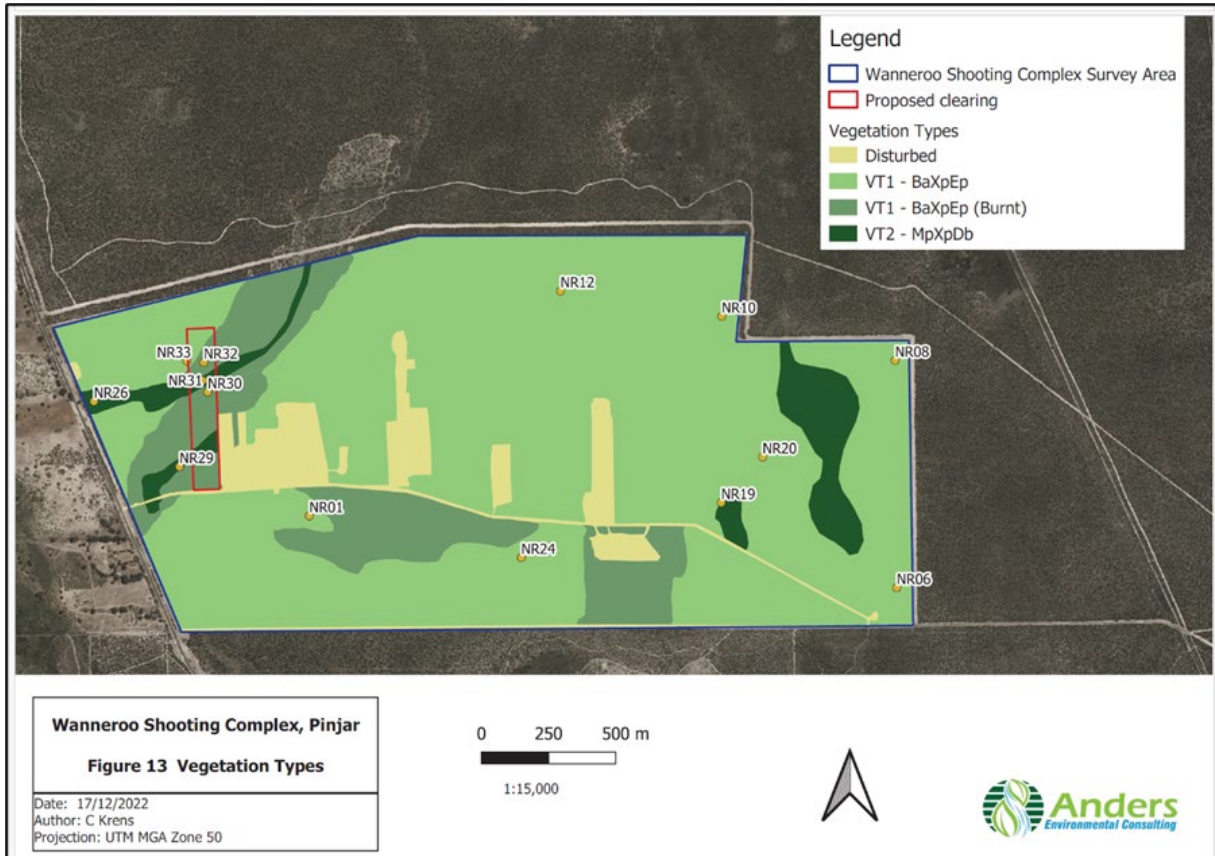 Legend
Wanneroo Shooting Complex Survey Area
Proposed clearing
Vegetation Types
Disturbed
VT1 - BaXpEp
VT1 - BaXpEp (Burnt)
VT2 - MpXpDb
NR12
NR10
NR33
NR32
NR08
NR31
NR30
NR26
NR20
NR29
NR19
NR01
NR24
NR06
Wanneroo Shooting Complex, Pinjar
Figure 13 Vegetation Types
Date: 17/12/2022
Author: C Krens
Projection: UTM MGA Zone 50
0 250 500 m
1:15,000
Anders
Environmental Consulting